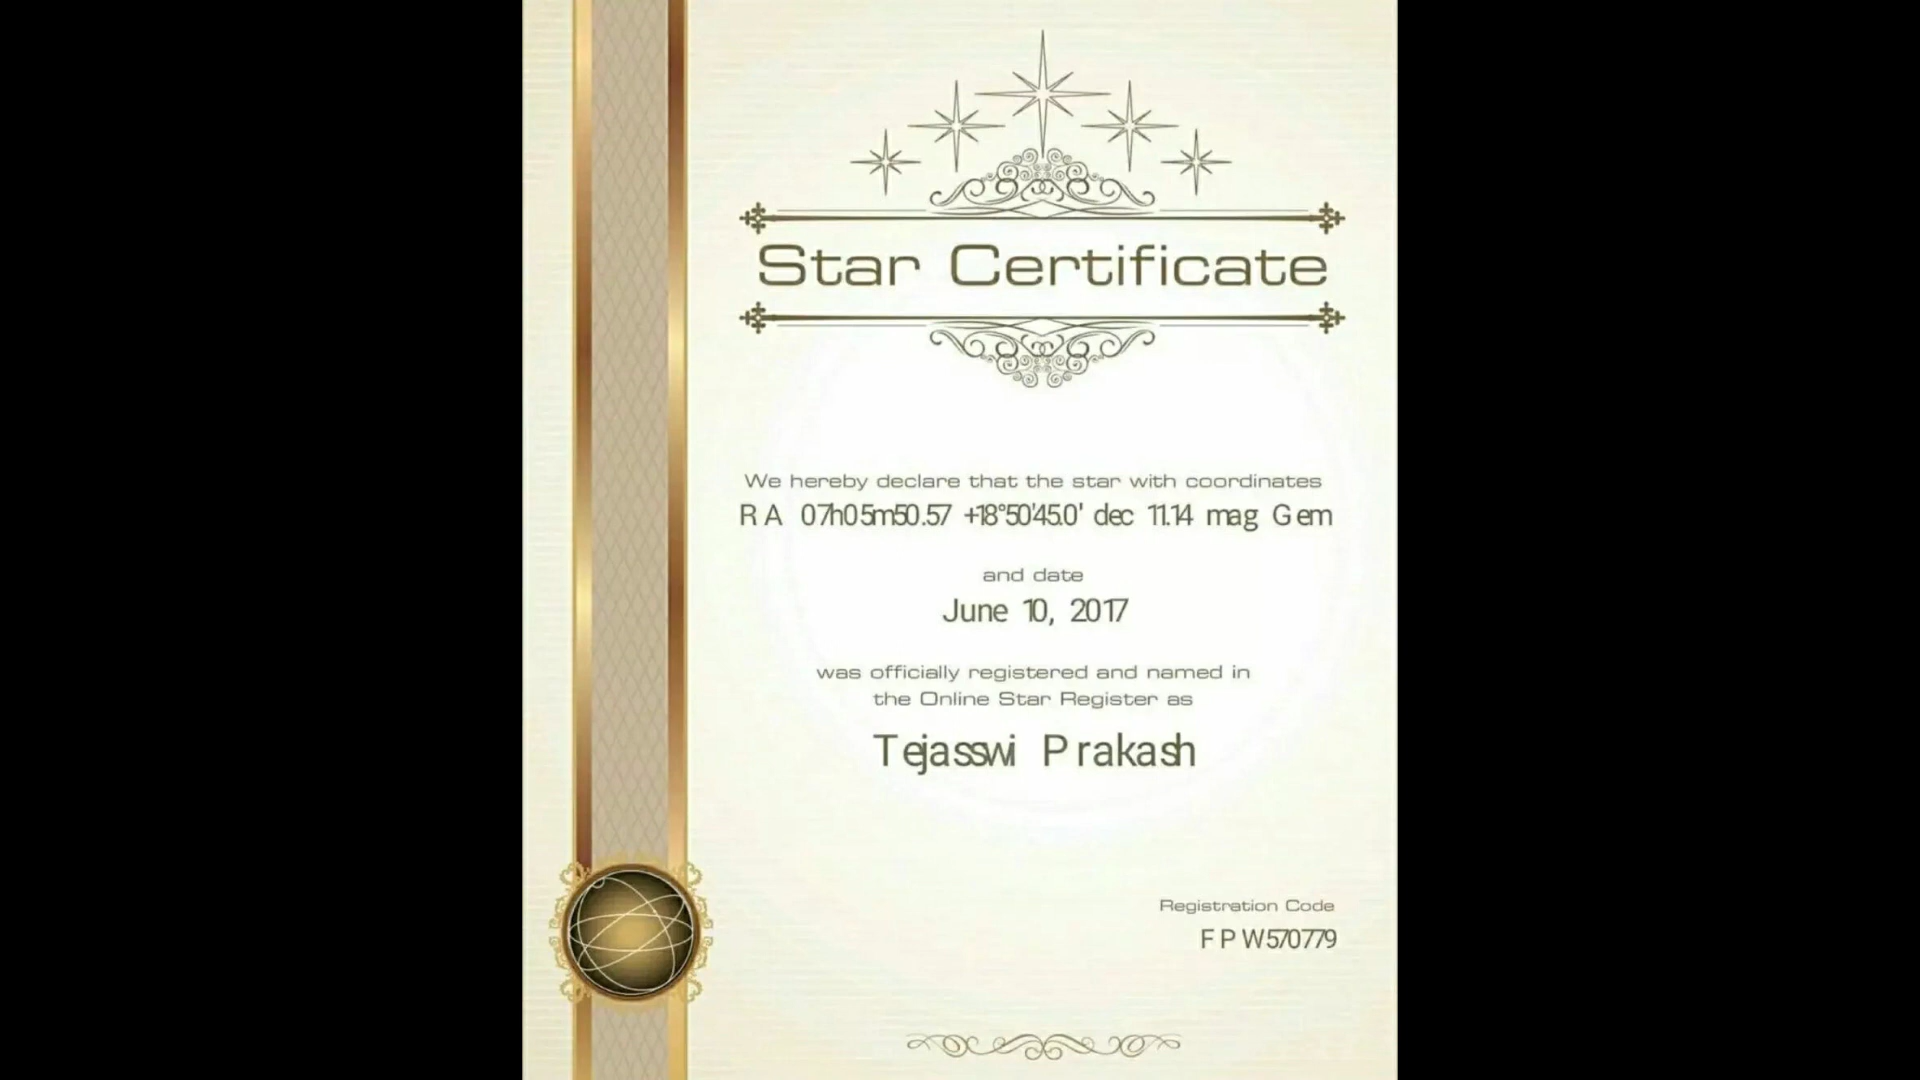 Star Certificate
We hereby declare that the star with coordinates
RA 07h05m50.57 +18°50'45.0' dec 11.14 mag Gem
and date
June 10, 2017
was officially registered and named in
the Online Star Register as
Tejasswi Prakash
Registration Code
FPW570779